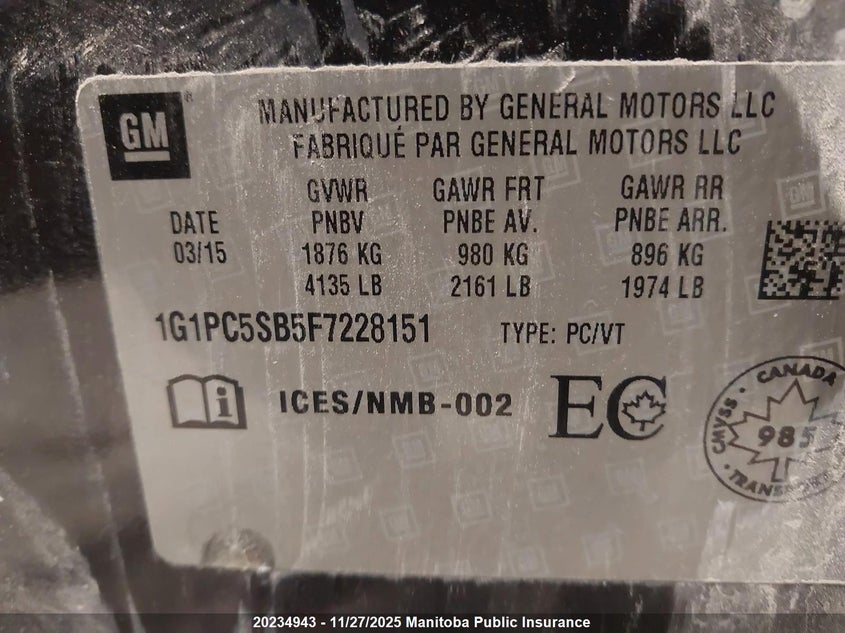 GM
MANUFACTURED BY GENERAL MOTORS LLC
FABRIQUÉ PAR GENERAL MOTORS LLC
GVWR GAWR FRT GAWR RR
DATE PNBV PNBE AV. PNBE ARR.
03/15 1876 KG 980 KG 896 KG
4135 LB 2161 LB 1974 LB
1G1PC5SB5F7228151 TYPE: PC/VT
i ICES/NMB-002 EC
CANADA
CMVSS
985
20234943 - 11/27/2025 Manitoba Public Insurance